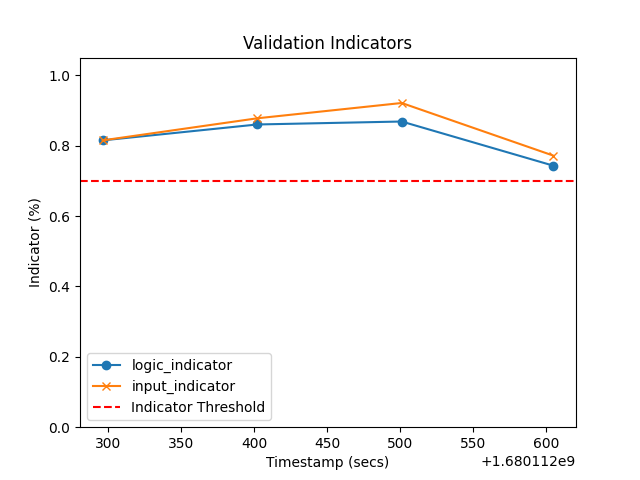 Validation Indicators
Indicator (%)
1.0
0.8
0.6
0.4
0.2
0.0
logic_indicator
input_indicator
Indicator Threshold
300 350 400 450 500 550 600
Timestamp (secs)
+1.680112e9